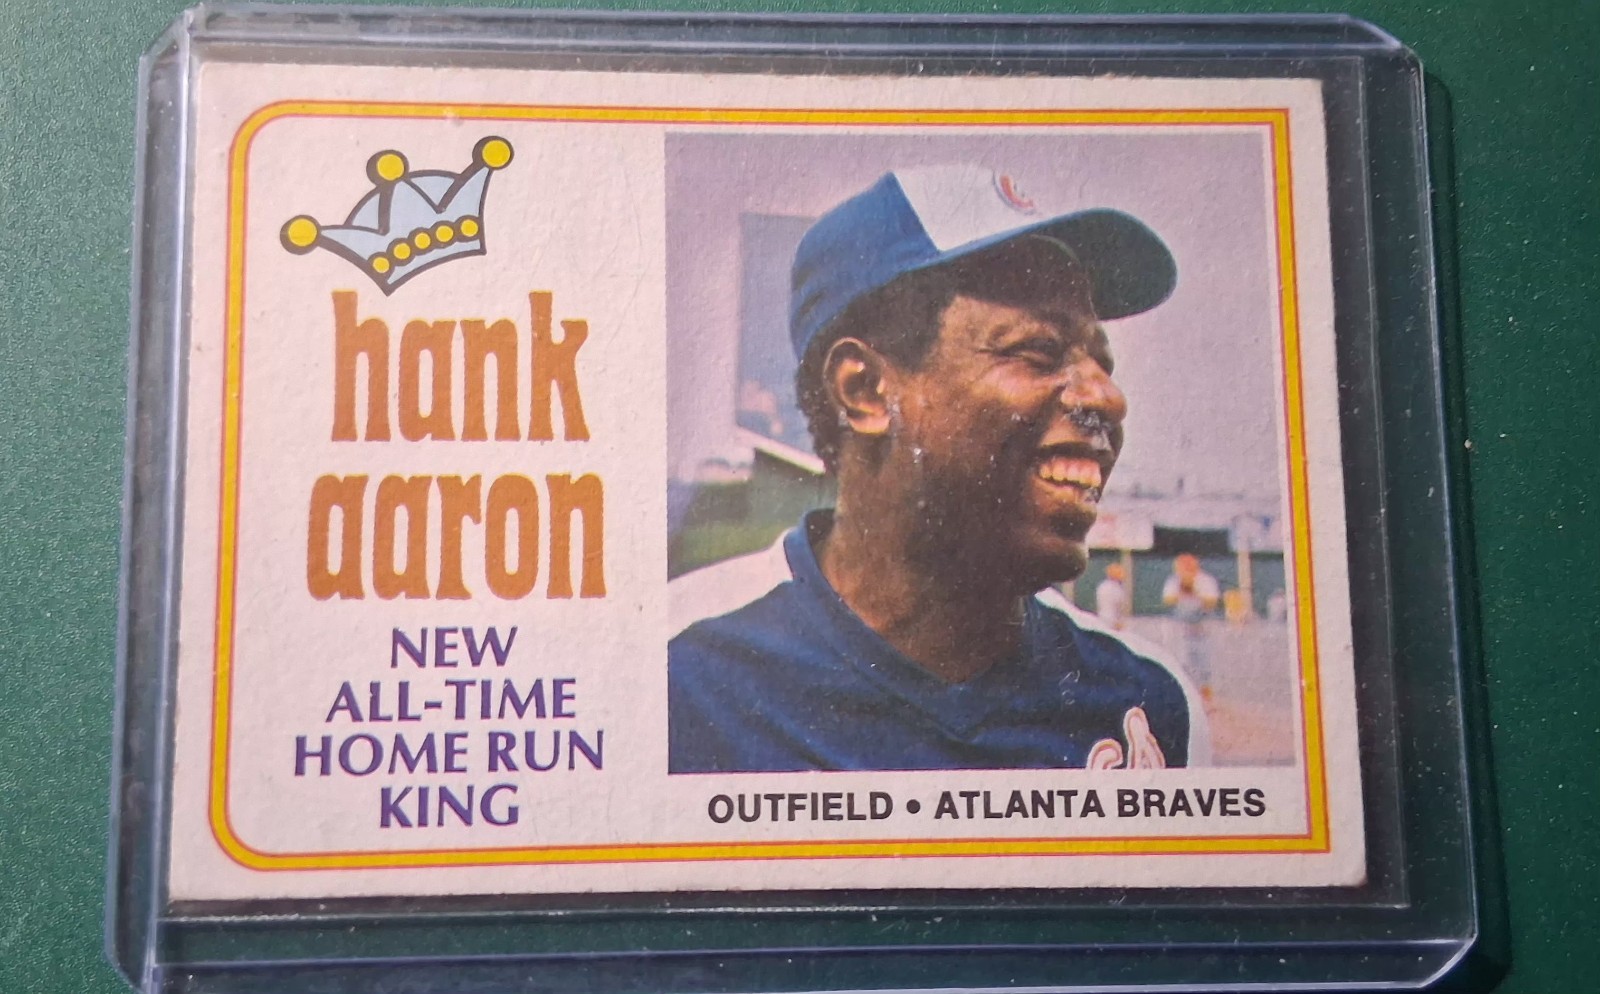 hank
aaron
NEW
ALL-TIME
HOME RUN
KING
OUTFIELD • ATLANTA BRAVES